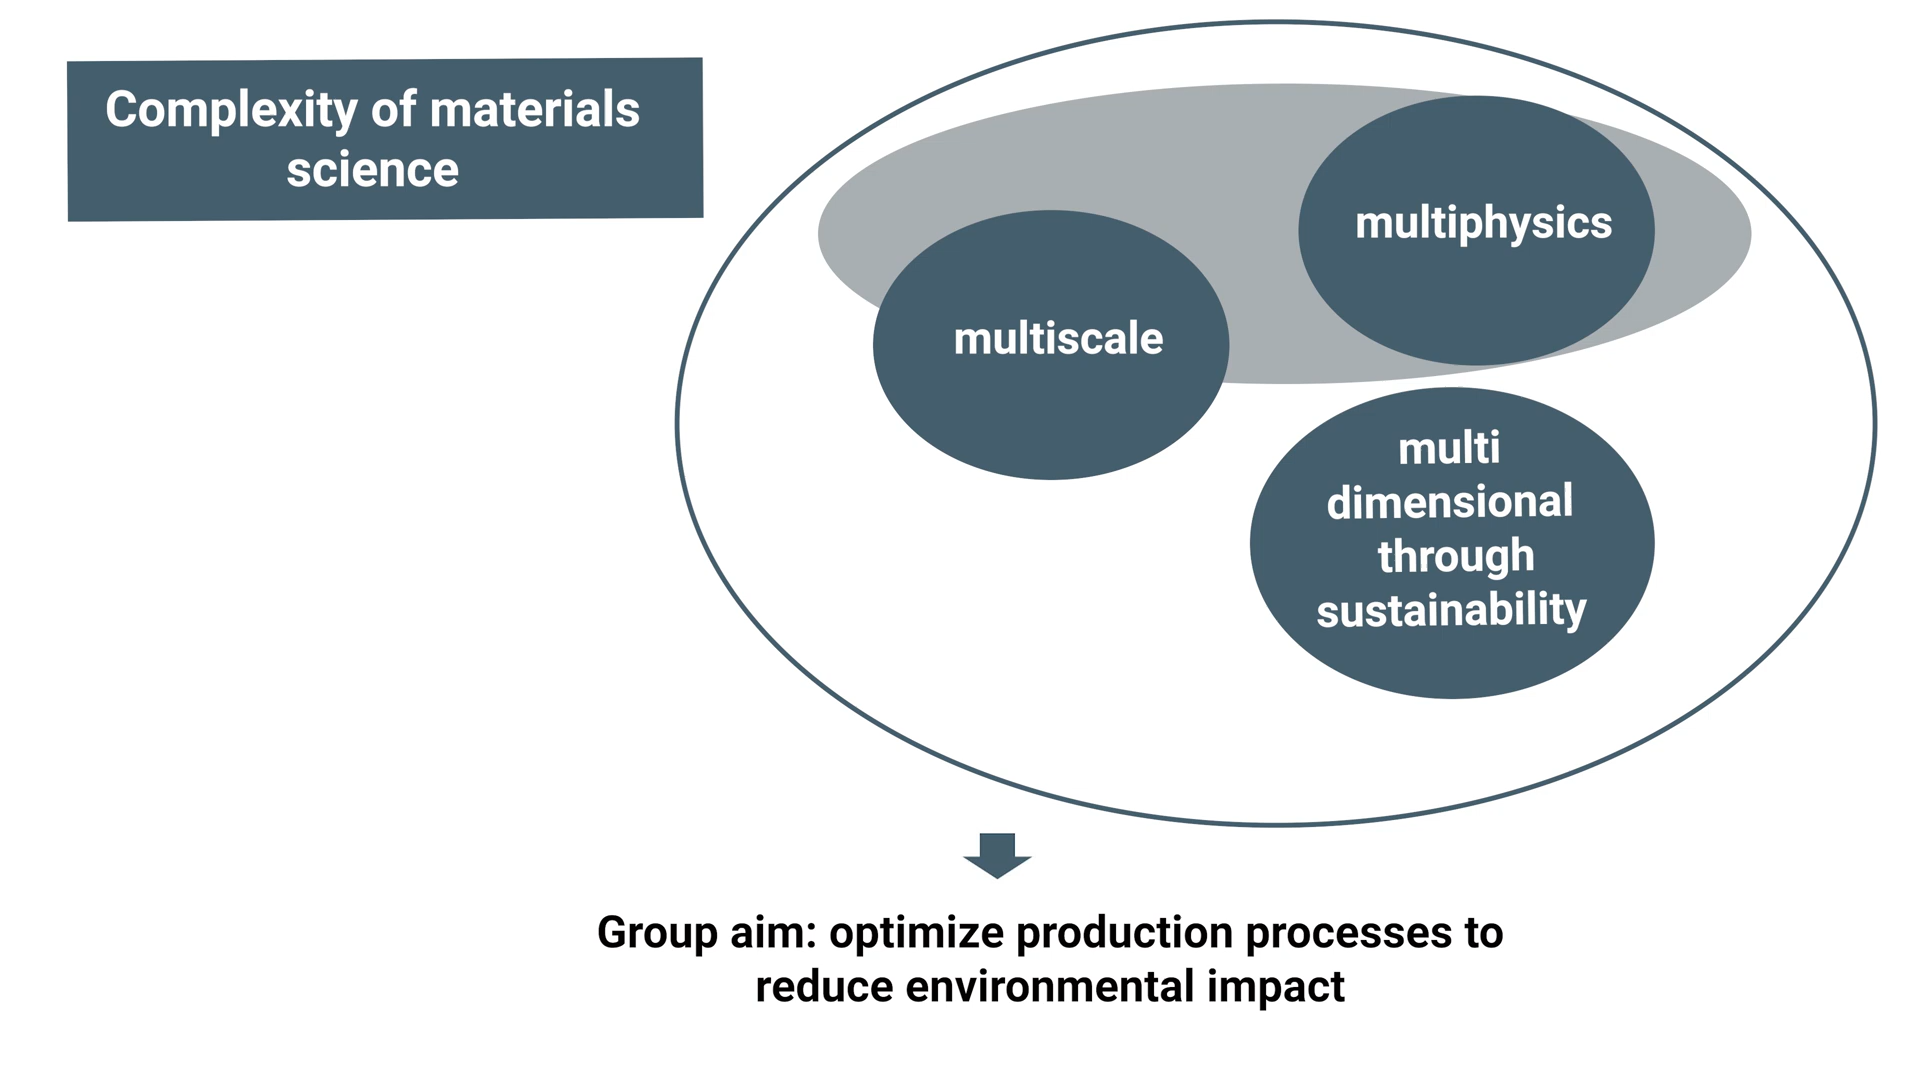 Complexity of materials
science
multiphysics
multiscale
multi
dimensional
through
sustainability
Group aim: optimize production processes to
reduce environmental impact